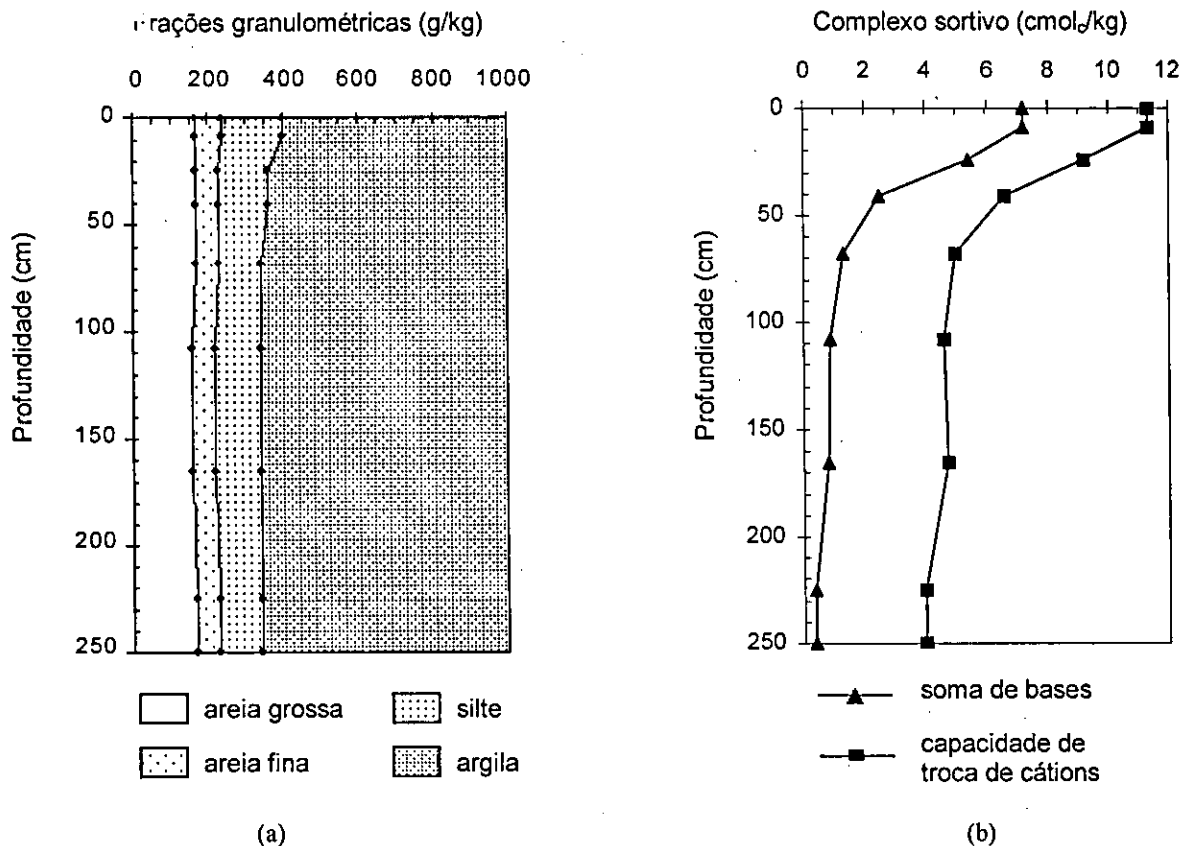 rações granulométricas (g/kg)
0 200 400 600 800 1000
0
50
100
150
200
250
Profundidade (cm)
areia grossa
silte
areia fina
argila
(a)
Complexo sortivo (cmolc/kg)
0 2 4 6 8 10 12
0
50
100
150
200
250
Profundidade (cm)
soma de bases
capacidade de
troca de cátions
(b)